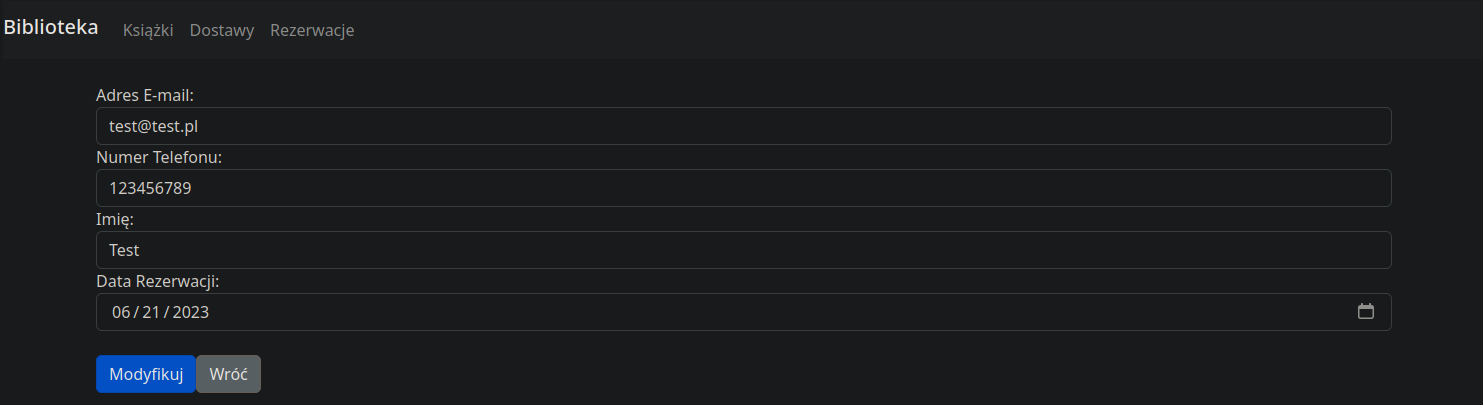 Biblioteka Książki Dostawy Rezerwacje
Adres E-mail:
test@test.pl
Numer Telefonu:
123456789
Imię:
Test
Data Rezerwacji:
06/21/2023
Modyfikuj Wróć